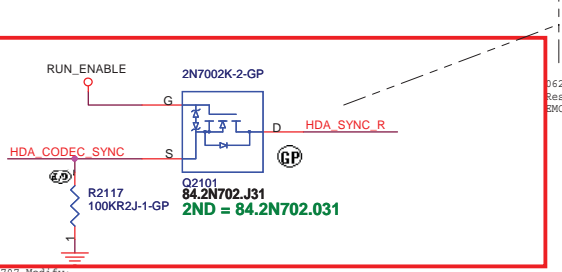 RUN_ENABLE
2N7002K-2-GP
G
D
HDA_SYNC_R
HDA_CODEC_SYNC
S
GP
Q2101
84.2N702.J31
2ND = 84.2N702.031
R2117
100KR2J-1-GP
1
Modify